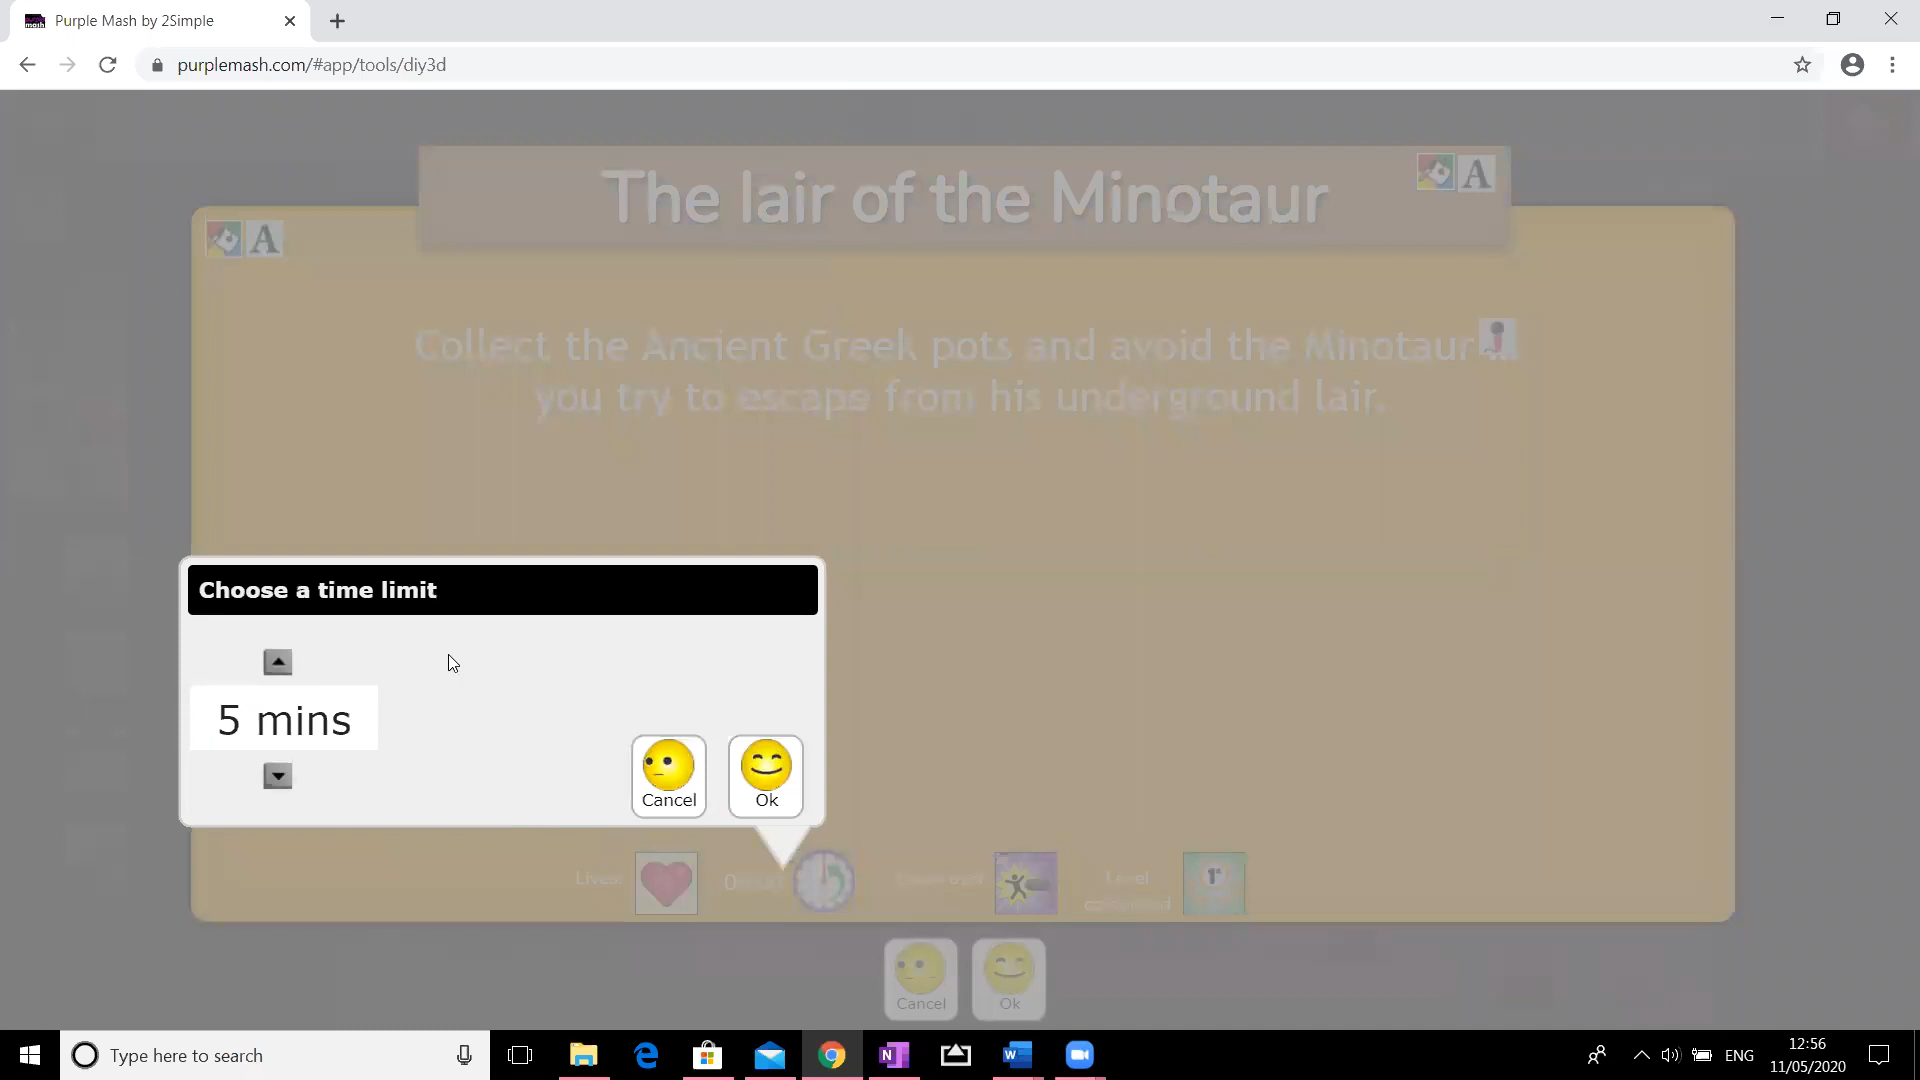 Purple Mash by 2Simple
purplemash.com/#app/tools/diy3d
The lair of the Minotaur
A
A
Collect the Ancient Greek pots and avoid the Minotaur
you try to escape from his underground lair.
Choose a time limit
5 mins
Cancel Ok
Lives: 0 Level
Cancel Ok
Type here to search
ENG
12:56
11/05/2020